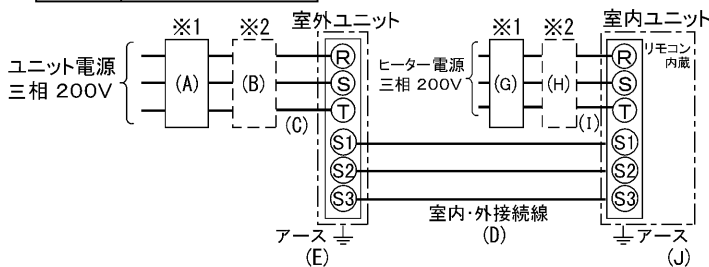 ※1 ※2 室外ユニット
ユニット電源
三相 200V
(A) (B) (C)
R
S
T
S1
S2
S3
アース
(E)
※1 ※2 室内ユニット
ヒーター電源
三相 200V
(G) (H) (I)
R
S
T
S1
S2
S3
リモコン
内蔵
室内・外接続線
(D)
アース
(J)